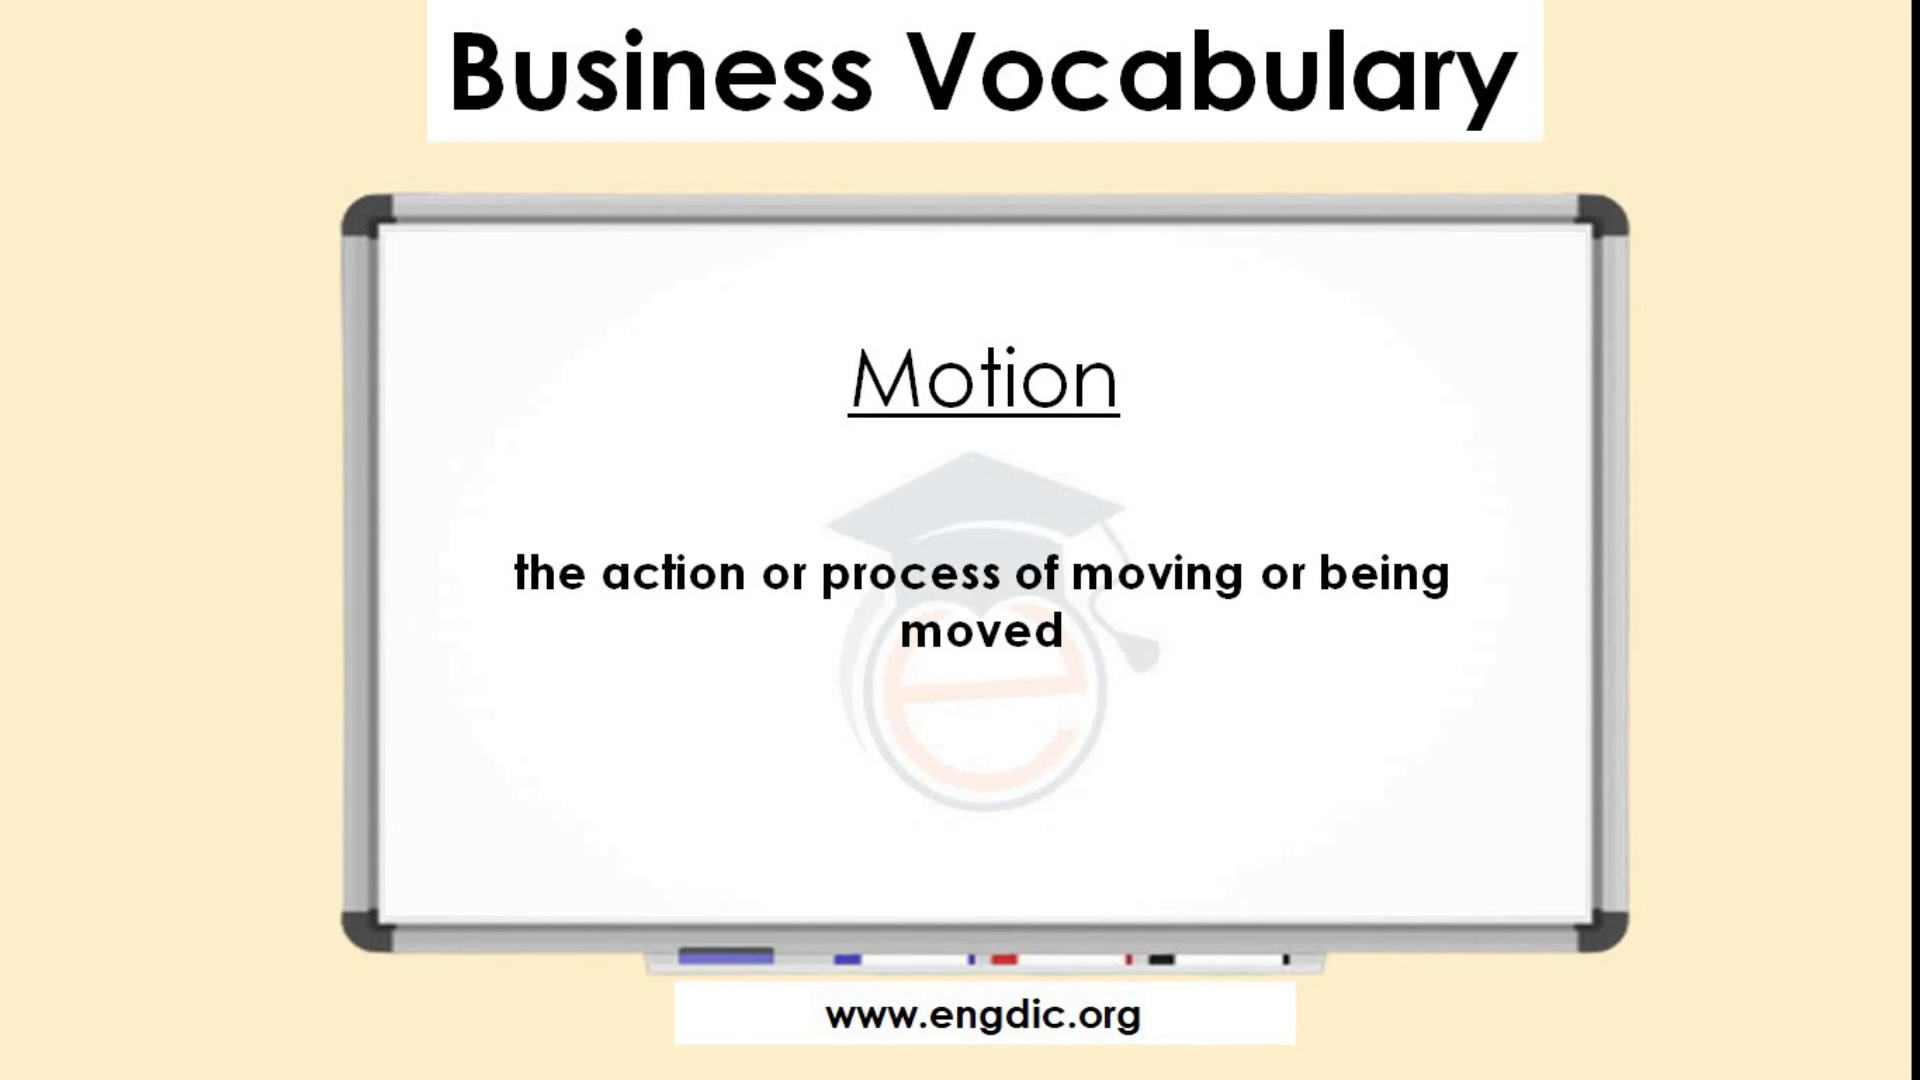 Business Vocabulary
Motion
the action or process of moving or being
moved
www.engdic.org